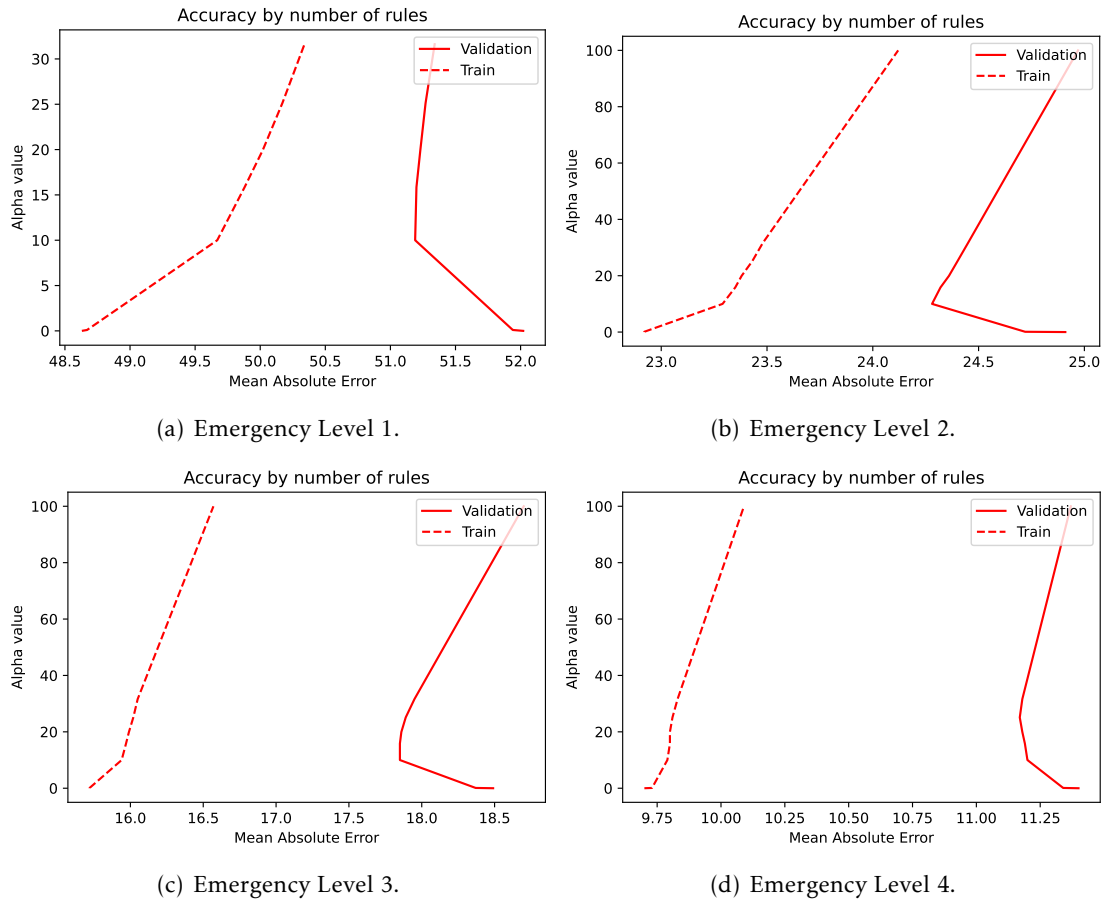 Accuracy by number of rules
30
25
20
15
10
5
0
Alpha value
Validation
Train
48.5 49.0 49.5 50.0 50.5 51.0 51.5 52.0
Mean Absolute Error
(a) Emergency Level 1.
Accuracy by number of rules
100
80
60
40
20
0
Alpha value
Validation
Train
23.0 23.5 24.0 24.5 25.0
Mean Absolute Error
(b) Emergency Level 2.
Accuracy by number of rules
100
80
60
40
20
0
Alpha value
Validation
Train
16.0 16.5 17.0 17.5 18.0 18.5
Mean Absolute Error
(c) Emergency Level 3.
Accuracy by number of rules
100
80
60
40
20
0
Alpha value
Validation
Train
9.75 10.00 10.25 10.50 10.75 11.00 11.25
Mean Absolute Error
(d) Emergency Level 4.